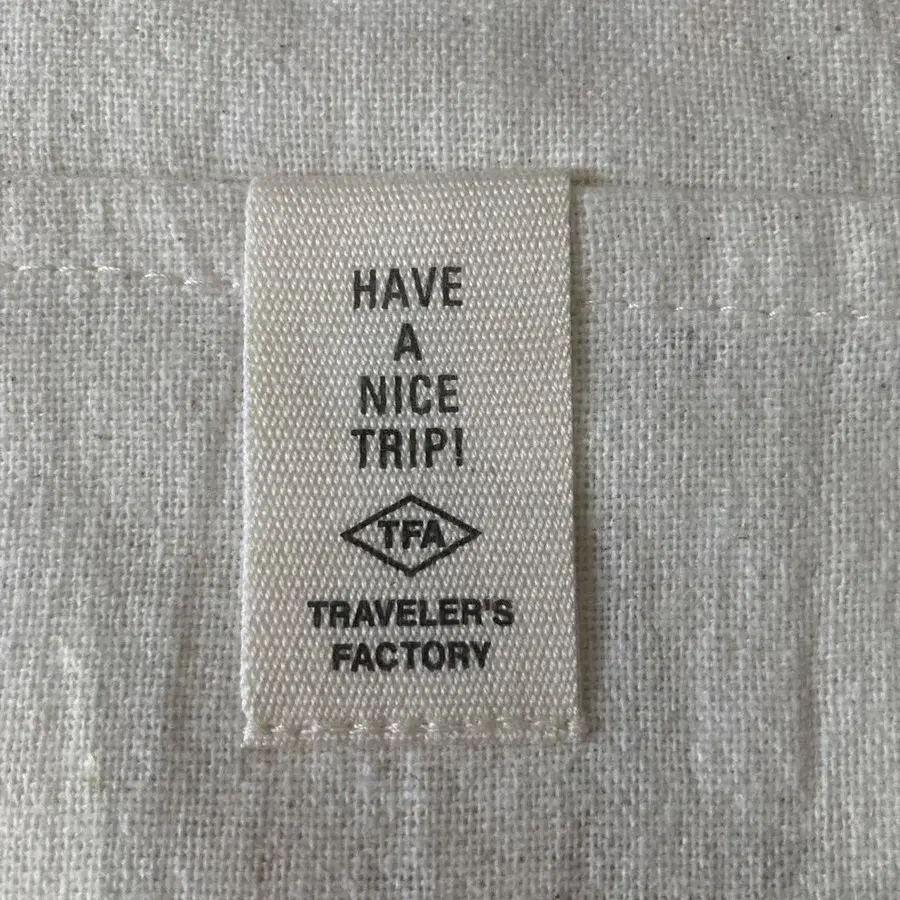 HAVE
A
NICE
TRIP!
TFA
TRAVELER'S
FACTORY